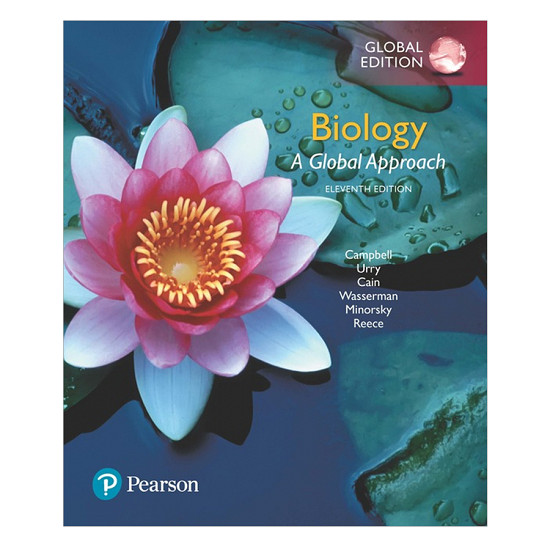 GLOBAL
EDITION
Biology
A Global Approach
ELEVENTH EDITION
Campbell
Urry
Cain
Wasserman
Minorsky
Reece
Pearson